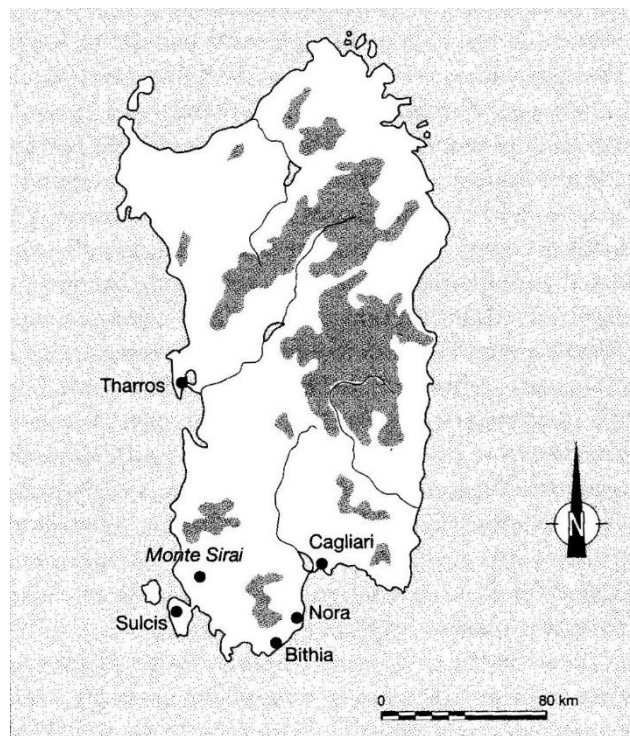 Tharros
N
Monte Sirai
Cagliari
Sulcis
Nora
Bithia
0 80 km